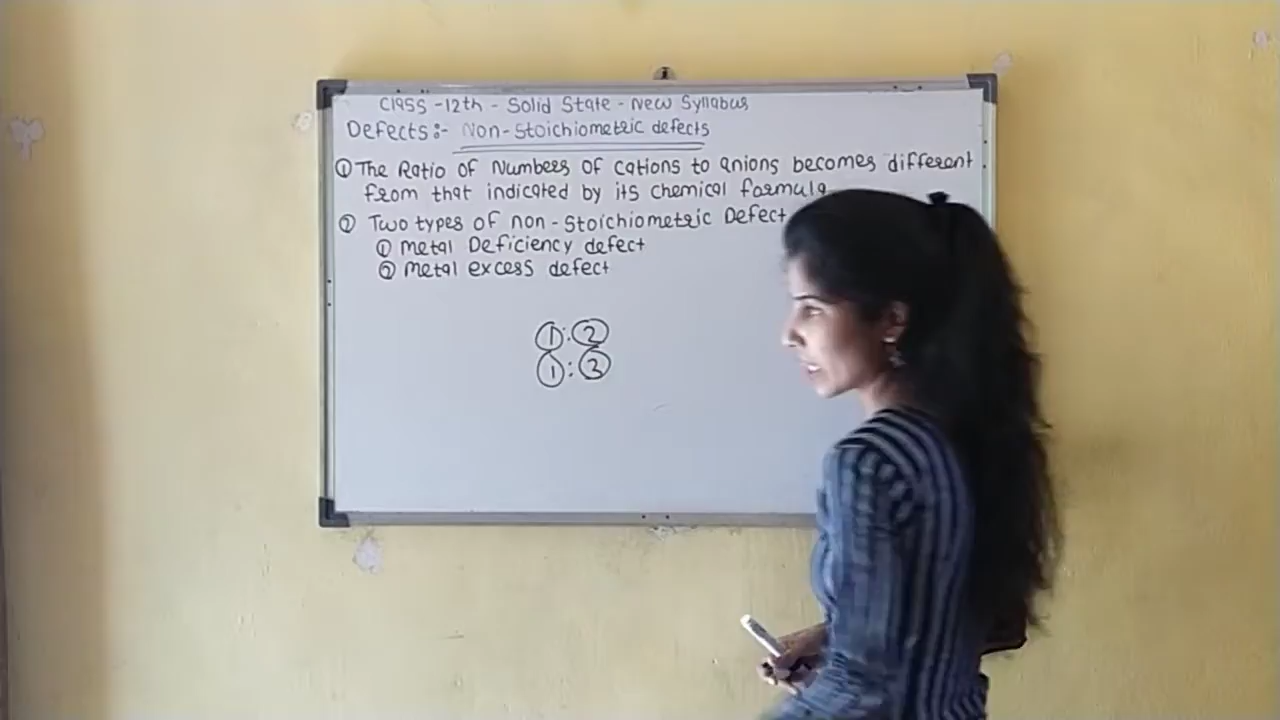 Class -12th - Solid State - New Syllabus
Defects:- Non-Stoichiometric defects
① The Ratio of Numbers of cations to anions becomes different
from that indicated by its chemical formula
② Two types of non-Stoichiometric Defect
① Metal Deficiency defect
② Metal excess defect
①:②
①:③